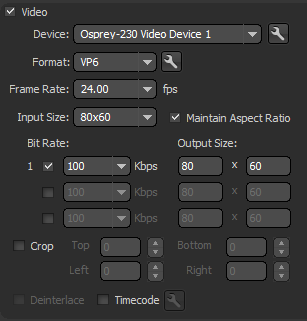 Video
Device: Osprey-230 Video Device 1
Format: VP6
Frame Rate: 24.00 fps
Input Size: 80x60 Maintain Aspect Ratio
Bit Rate: Output Size:
1 100 Kbps 80 x 60
100 Kbps 80 x 60
100 Kbps 80 x 60
Crop Top 0 Bottom 0
Left 0 Right 0
Deinterlace Timecode